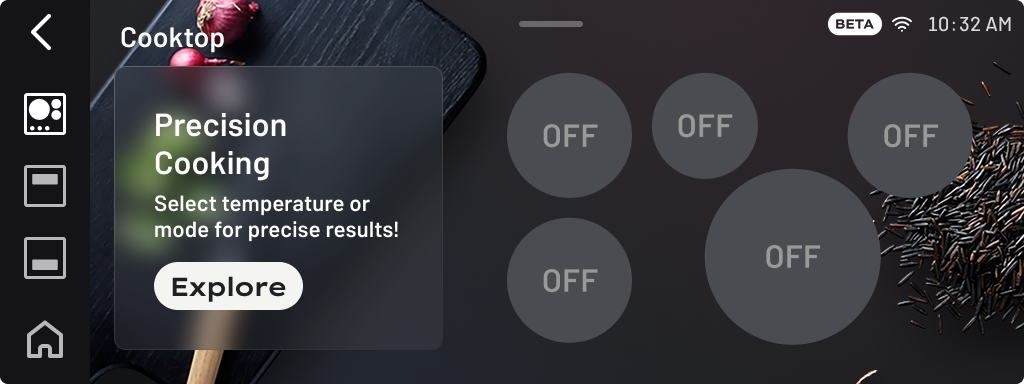 Cooktop
BETA
10:32 AM
Precision
Cooking
Select temperature or
mode for precise results!
Explore
OFF
OFF
OFF
OFF
OFF